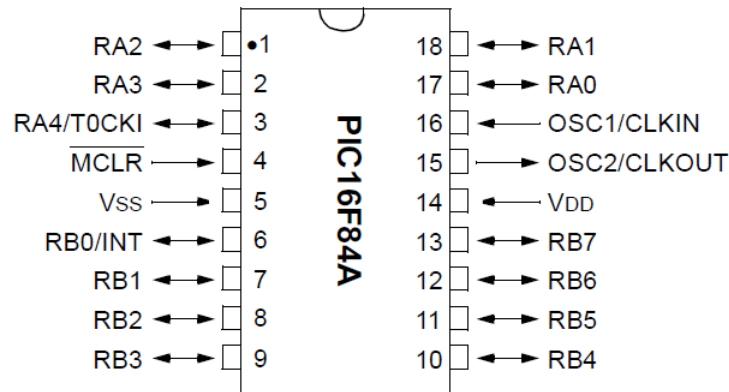 RA2 •1 18 RA1
RA3 2 17 RA0
RA4/T0CKI 3 16 OSC1/CLKIN
MCLR 4 15 OSC2/CLKOUT
VSS 5 14 VDD
RB0/INT 6 13 RB7
RB1 7 12 RB6
RB2 8 11 RB5
RB3 9 10 RB4
PIC16F84A